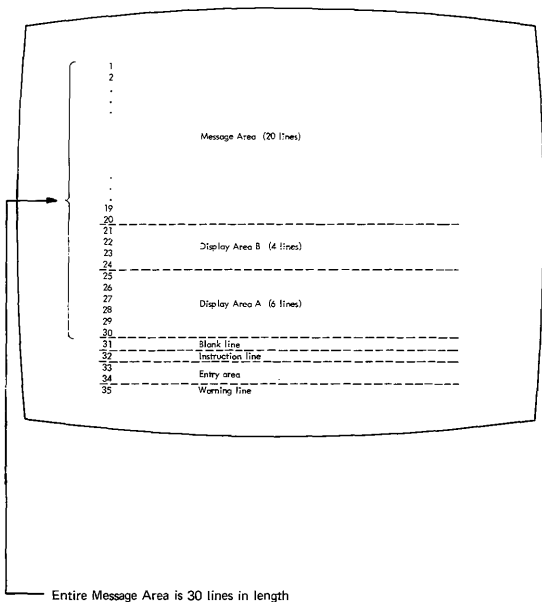 1
2
.
.
.
Message Area (20 lines)
.
.
.
19
20
21
22
Display Area B (4 lines)
23
24
25
26
27
Display Area A (6 lines)
28
29
30
31 Blank line
32 Instruction line
33
Entry area
34
35 Warning line
Entire Message Area is 30 lines in length